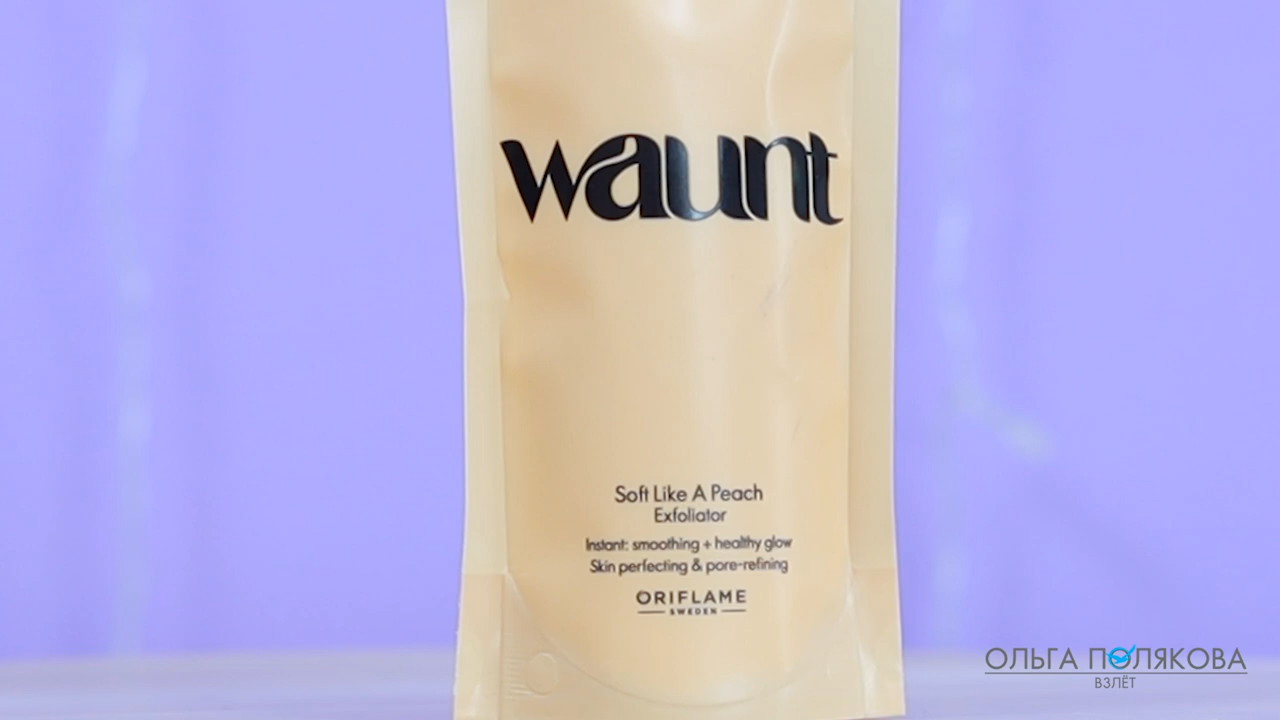 waunt
Soft Like A Peach
Exfoliator
Instant: smoothing + healthy glow
Skin perfecting & pore-refining
ORIFLAME
SWEDEN
ОЛЬГА ПОЛЯКОВА
ВЗЛЁТ